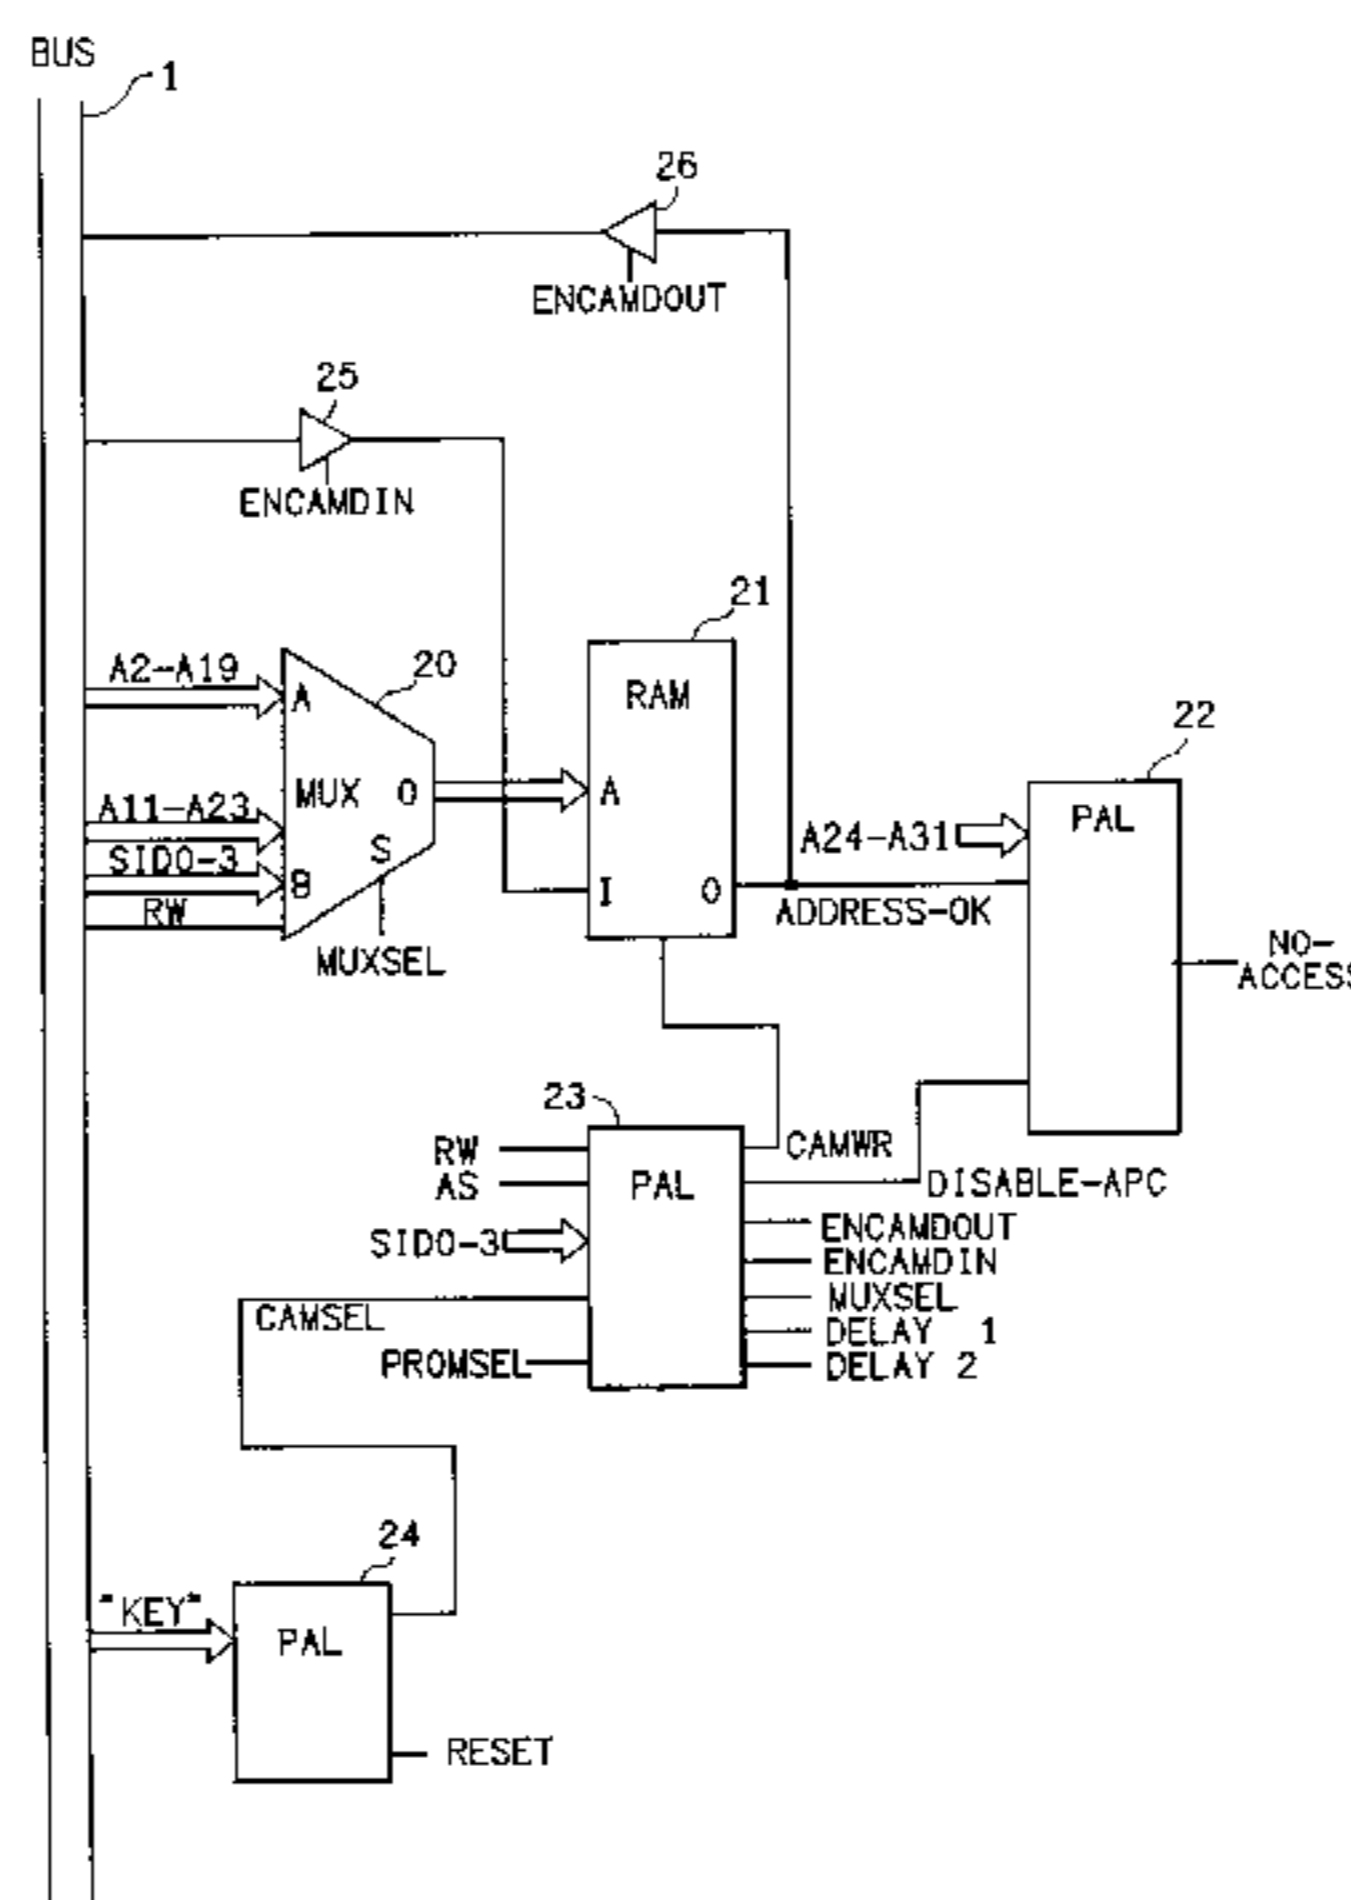 BUS
1
26
ENCAMDOUT
25
ENCAMDIN
21
A2-A19
20
A
RAM
22
MUX
O
A
A11-A23
PAL
A24-A31
S
SID0-3
B
I
O
RW
ADDRESS-OK
MUXSEL
NO-
ACCESS
23
RW
CAMWR
AS
PAL
DISABLE-APC
ENCAMDOUT
SID0-3
ENCAMDIN
MUXSEL
CAMSEL
DELAY 1
PROMSEL
DELAY 2
24
"KEY"
PAL
RESET